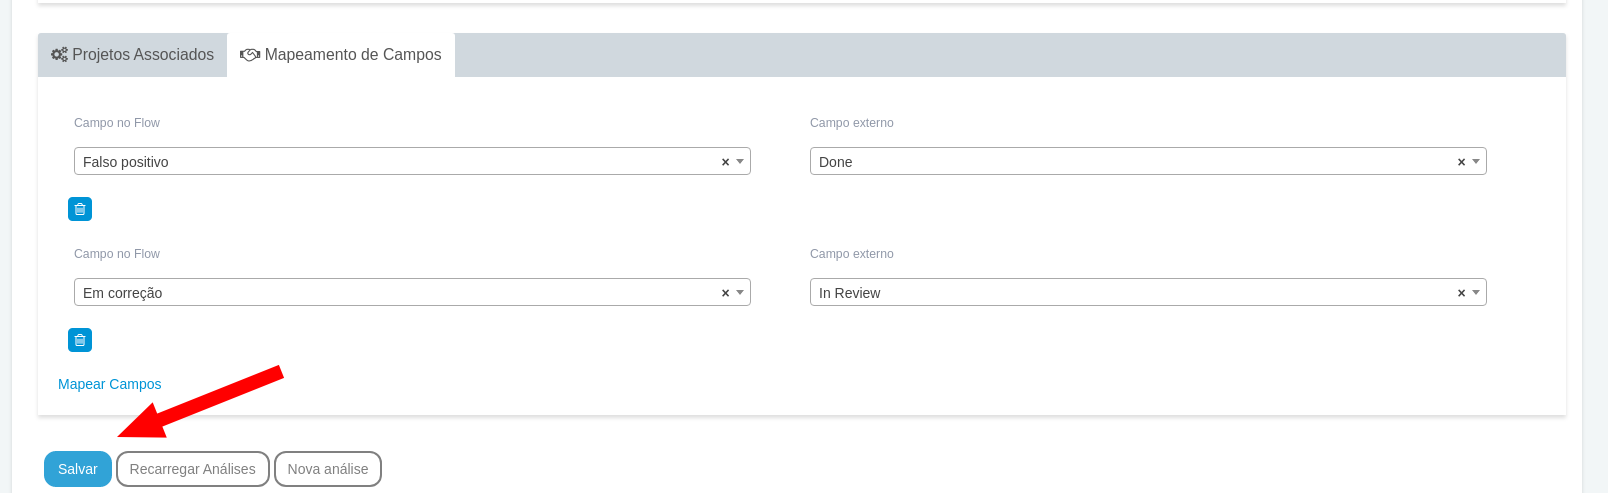 Projetos Associados Mapeamento de Campos
Campo no Flow Campo externo
Falso positivo × Done ×
Campo no Flow Campo externo
Em correção × In Review ×
Mapear Campos
Salvar Recarregar Análises Nova análise